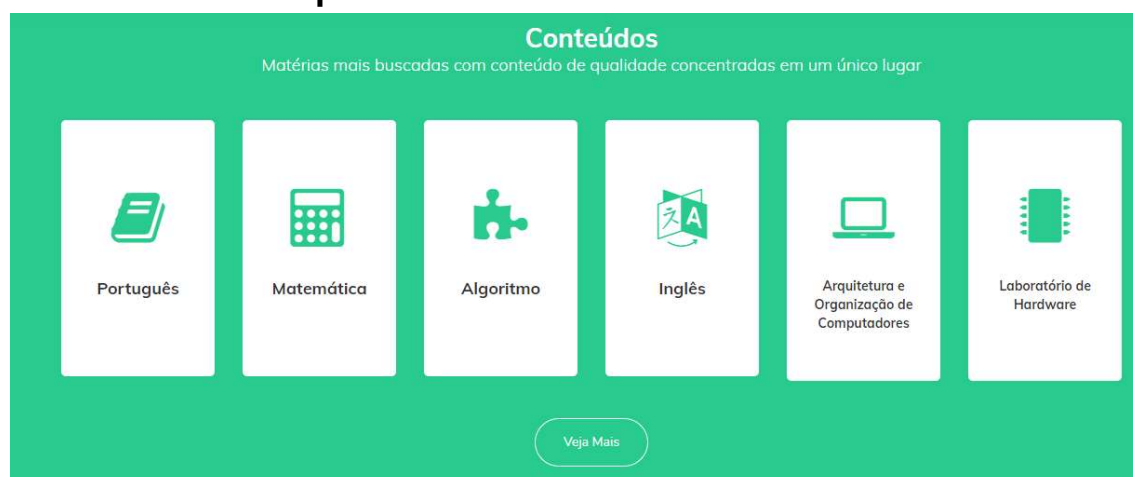 Conteúdos
Matérias mais buscadas com conteúdo de qualidade concentradas em um único lugar
Português
Matemática
Algoritmo
Inglês
Arquitetura e
Organização de
Computadores
Laboratório de
Hardware
Veja Mais